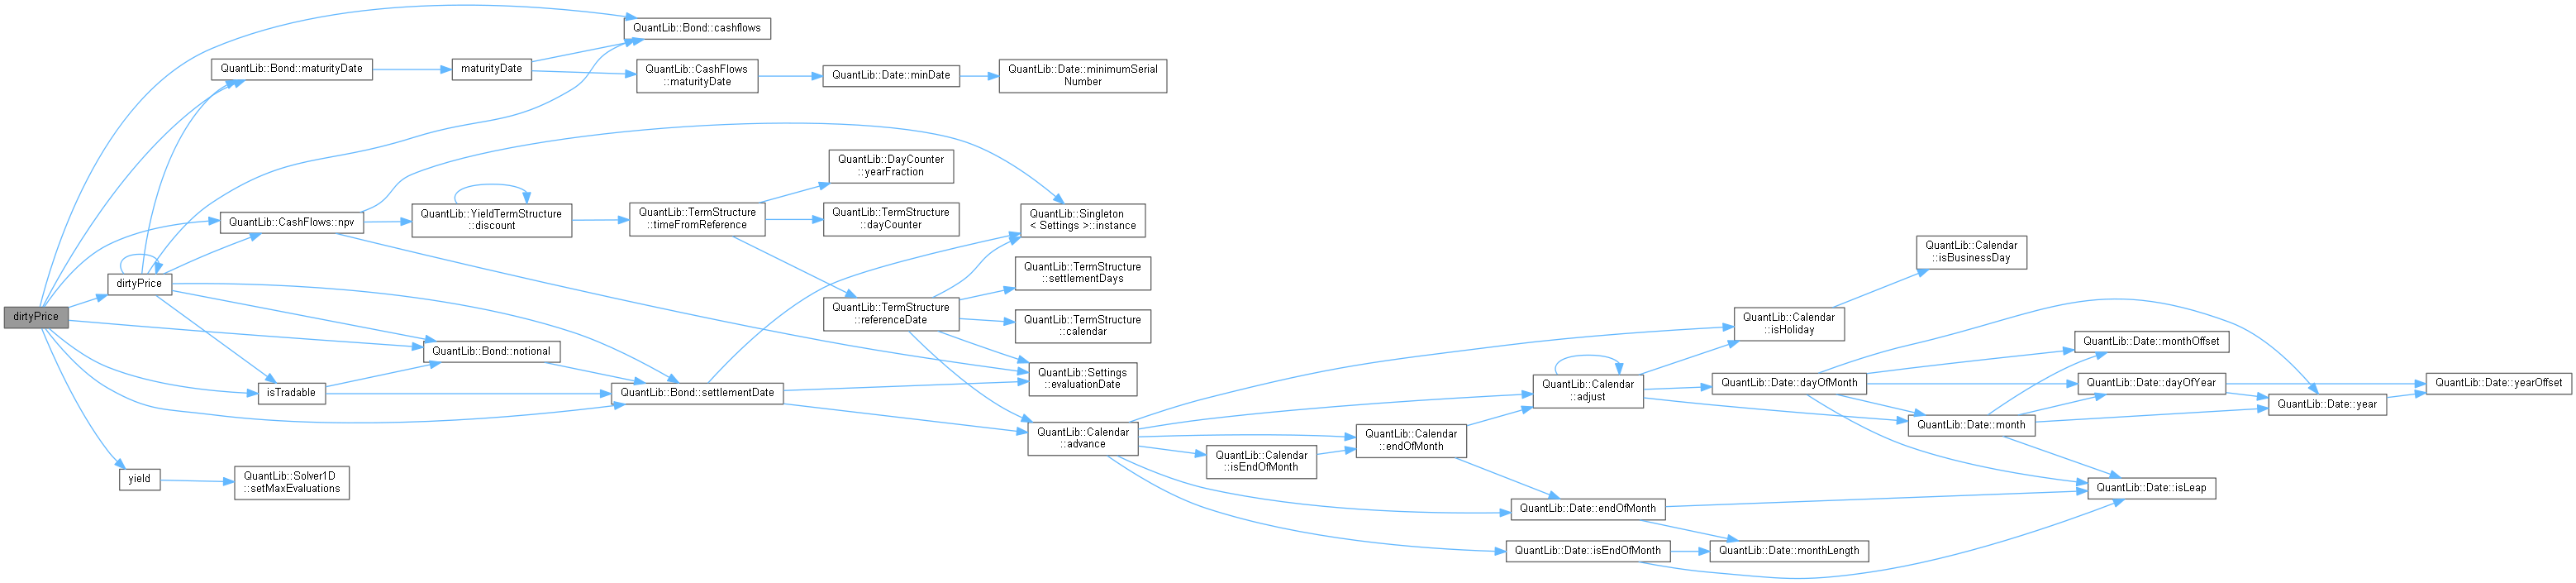 QuantLib::Bond::cashflows
QuantLib::Bond::maturityDate
maturityDate
QuantLib::CashFlows
::maturityDate
QuantLib::Date::minDate
QuantLib::Date::minimumSerial
Number
QuantLib::DayCounter
::yearFraction
QuantLib::CashFlows::npv
QuantLib::YieldTermStructure
::discount
QuantLib::TermStructure
::timeFromReference
QuantLib::TermStructure
::dayCounter
QuantLib::Singleton
< Settings >::instance
QuantLib::Calendar
::isBusinessDay
dirtyPrice
QuantLib::TermStructure
::settlementDays
dirtyPrice
QuantLib::TermStructure
::referenceDate
QuantLib::TermStructure
::calendar
QuantLib::Calendar
::isHoliday
QuantLib::Date::monthOffset
QuantLib::Bond::notional
QuantLib::Settings
::evaluationDate
isTradable
QuantLib::Bond::settlementDate
QuantLib::Calendar
::adjust
QuantLib::Date::dayOfMonth
QuantLib::Date::dayOfYear
QuantLib::Date::yearOffset
QuantLib::Date::year
QuantLib::Date::month
QuantLib::Calendar
::advance
QuantLib::Calendar
::endOfMonth
QuantLib::Calendar
::isEndOfMonth
yield
QuantLib::Solver1D
::setMaxEvaluations
QuantLib::Date::isLeap
QuantLib::Date::endOfMonth
QuantLib::Date::isEndOfMonth
QuantLib::Date::monthLength